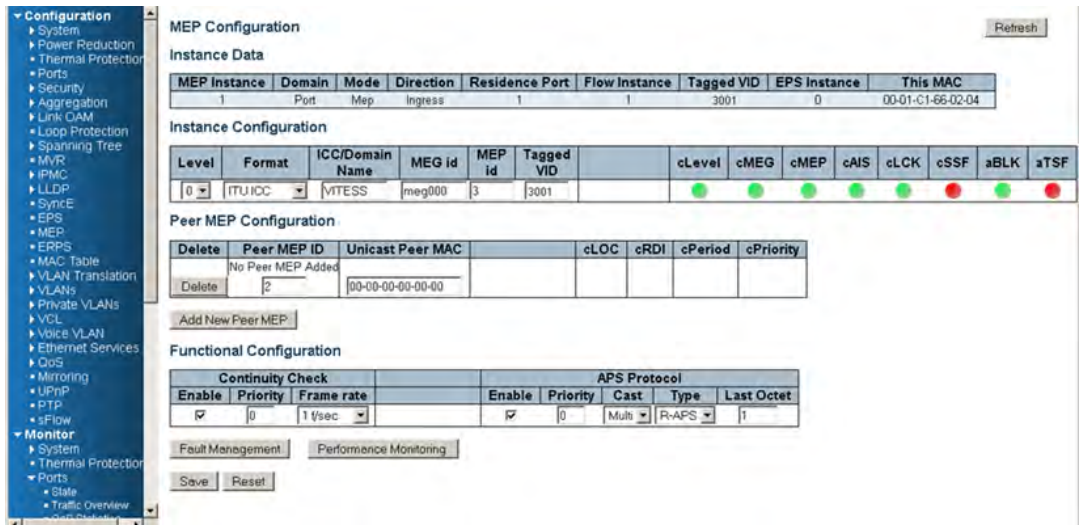 Configuration
System
Power Reduction
Thermal Protection
Ports
Security
Aggregation
Link OAM
Loop Protection
Spanning Tree
MVR
IPMC
LLDP
SyncE
EPS
MEP
ERPS
MAC Table
VLAN Translation
VLANs
Private VLANs
VCL
Voice VLAN
Ethernet Services
QoS
Mirroring
UPnP
PTP
sFlow
Monitor
System
Thermal Protection
Ports
State
Traffic Overview
QoS Statistics
MEP Configuration
Refresh
Instance Data
MEP Instance Domain Mode Direction Residence Port Flow Instance Tagged VID EPS Instance This MAC
1 Port Mep Ingress 1 1 3001 0 00-01-C1-66-02-04
Instance Configuration
Level Format ICC/Domain Name MEG id MEP id Tagged VID cLevel cMEG cMEP cAIS cLCK cSSF aBLK aTSF
0 ITU ICC VITESS meg000 3 3001
Peer MEP Configuration
Delete Peer MEP ID Unicast Peer MAC cLOC cRDI cPeriod cPriority
No Peer MEP Added
Delete 2 00-00-00-00-00-00
Add New Peer MEP
Functional Configuration
Continuity Check APS Protocol
Enable Priority Frame rate Enable Priority Cast Type Last Octet
0 1 f/sec 0 Multi R-APS 1
Fault Management Performance Monitoring
Save Reset